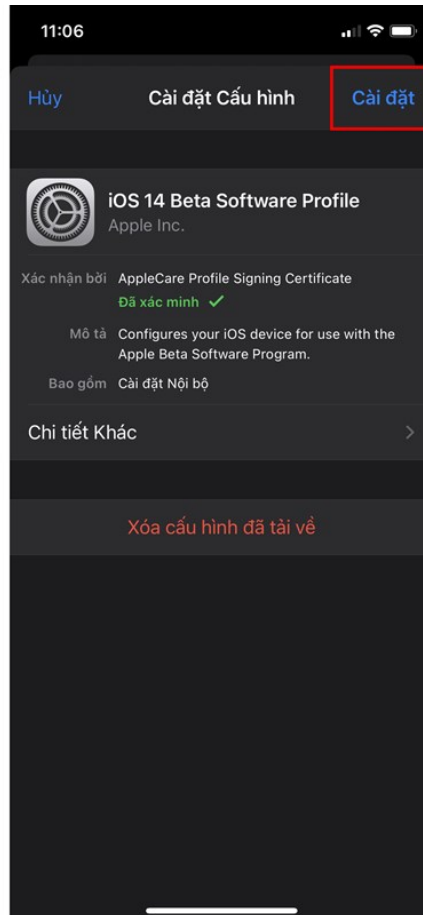 11:06
Hủy Cài đặt Cấu hình Cài đặt
iOS 14 Beta Software Profile
Apple Inc.
Xác nhận bởi AppleCare Profile Signing Certificate
Đã xác minh ✓
Mô tả Configures your iOS device for use with the
Apple Beta Software Program.
Bao gồm Cài đặt Nội bộ
Chi tiết Khác
Xóa cấu hình đã tải về